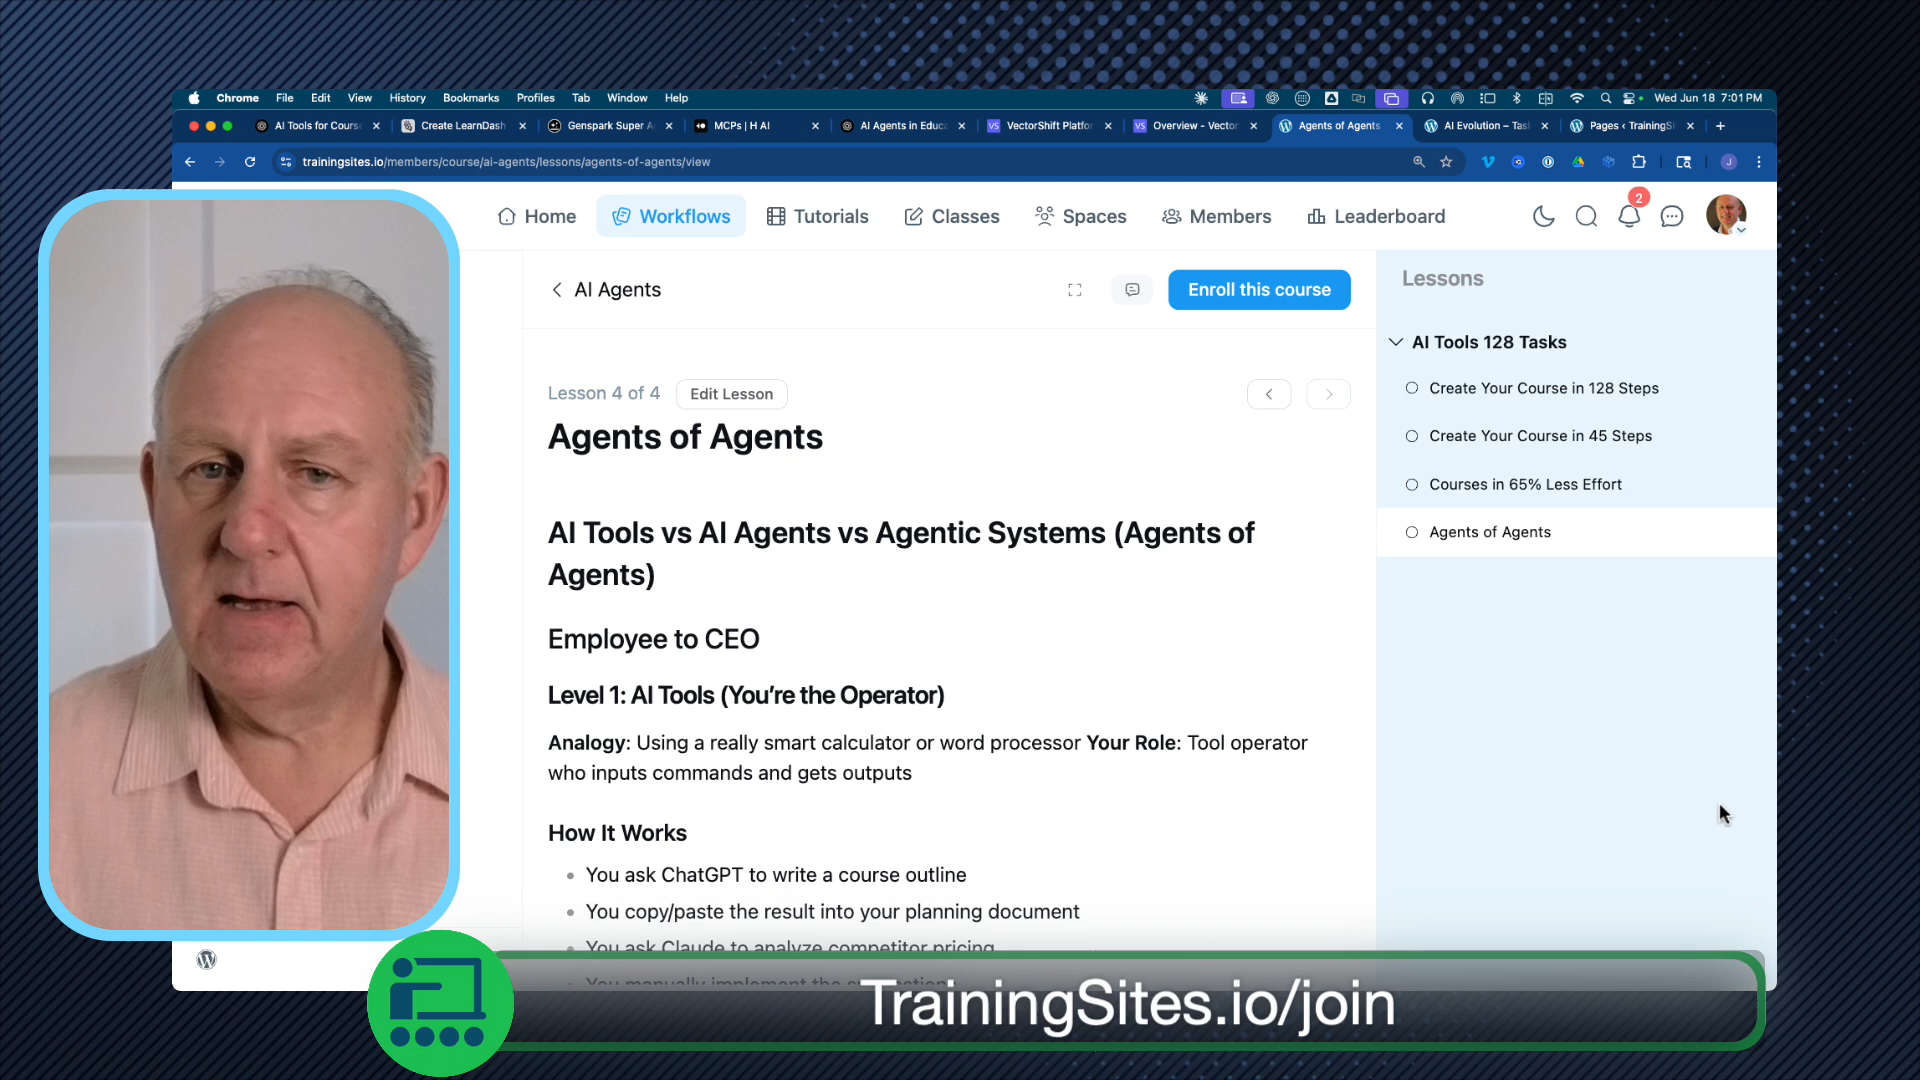 Chrome File Edit View History Bookmarks Profiles Tab Window Help Wed Jun 18 7:01 PM
AI Tools for Cours Create LearnDash Genspark Super A MCPs | H AI AI Agents in Educa VS VectorShift Platfor VS Overview - Vector Agents of Agents AI Evolution – Tas Pages ‹ TrainingS
trainingsites.io/members/course/ai-agents/lessons/agents-of-agents/view J
Home Workflows Tutorials Classes Spaces Members Leaderboard 2
AI Agents Enroll this course
Lesson 4 of 4 Edit Lesson
Agents of Agents
AI Tools vs AI Agents vs Agentic Systems (Agents of
Agents)
Employee to CEO
Level 1: AI Tools (You're the Operator)
Analogy: Using a really smart calculator or word processor Your Role: Tool operator
who inputs commands and gets outputs
How It Works
You ask ChatGPT to write a course outline
You copy/paste the result into your planning document
You ask Claude to analyze competitor pricing
You manually implement the
Lessons
AI Tools 128 Tasks
Create Your Course in 128 Steps
Create Your Course in 45 Steps
Courses in 65% Less Effort
Agents of Agents
TrainingSites.io/join